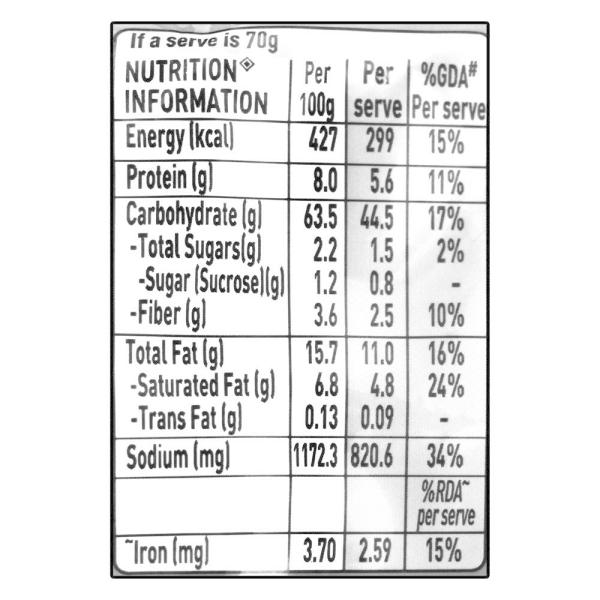 If a serve is 70g
NUTRITION◈ INFORMATION Per 100g Per serve %GDA# Per serve
Energy (kcal) 427 299 15%
Protein (g) 8.0 5.6 11%
Carbohydrate (g) 63.5 44.5 17%
-Total Sugars(g) 2.2 1.5 2%
-Sugar (Sucrose)(g) 1.2 0.8 -
-Fiber (g) 3.6 2.5 10%
Total Fat (g) 15.7 11.0 16%
-Saturated Fat (g) 6.8 4.8 24%
-Trans Fat (g) 0.13 0.09 -
Sodium (mg) 1172.3 820.6 34%
%RDA~
per serve
~Iron (mg) 3.70 2.59 15%